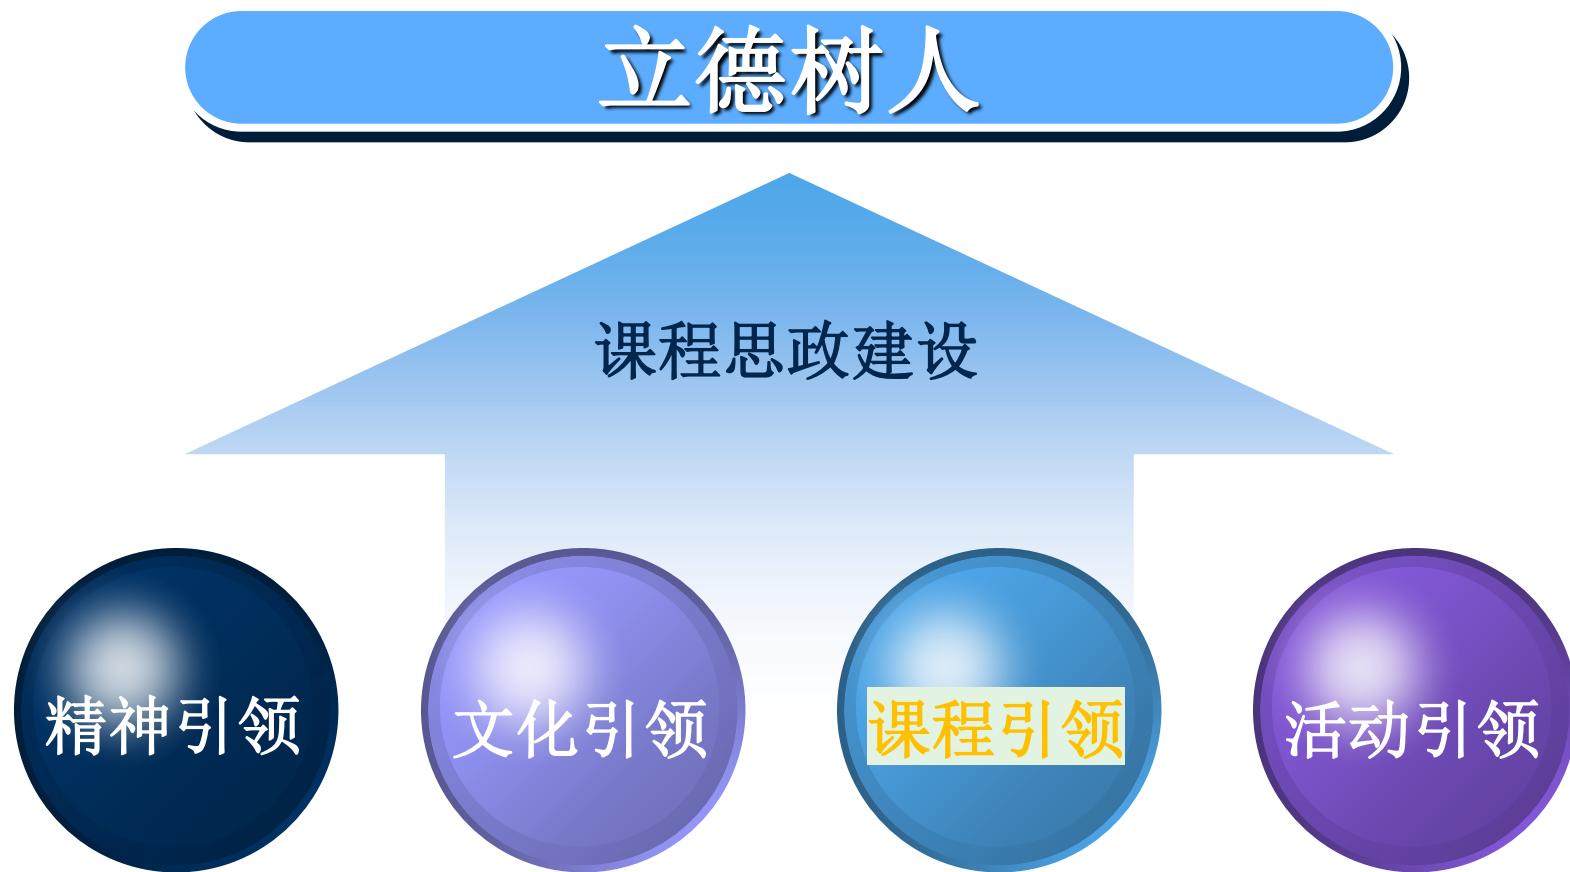 立德树人
课程思政建设
精神引领
文化引领
课程引领
活动引领